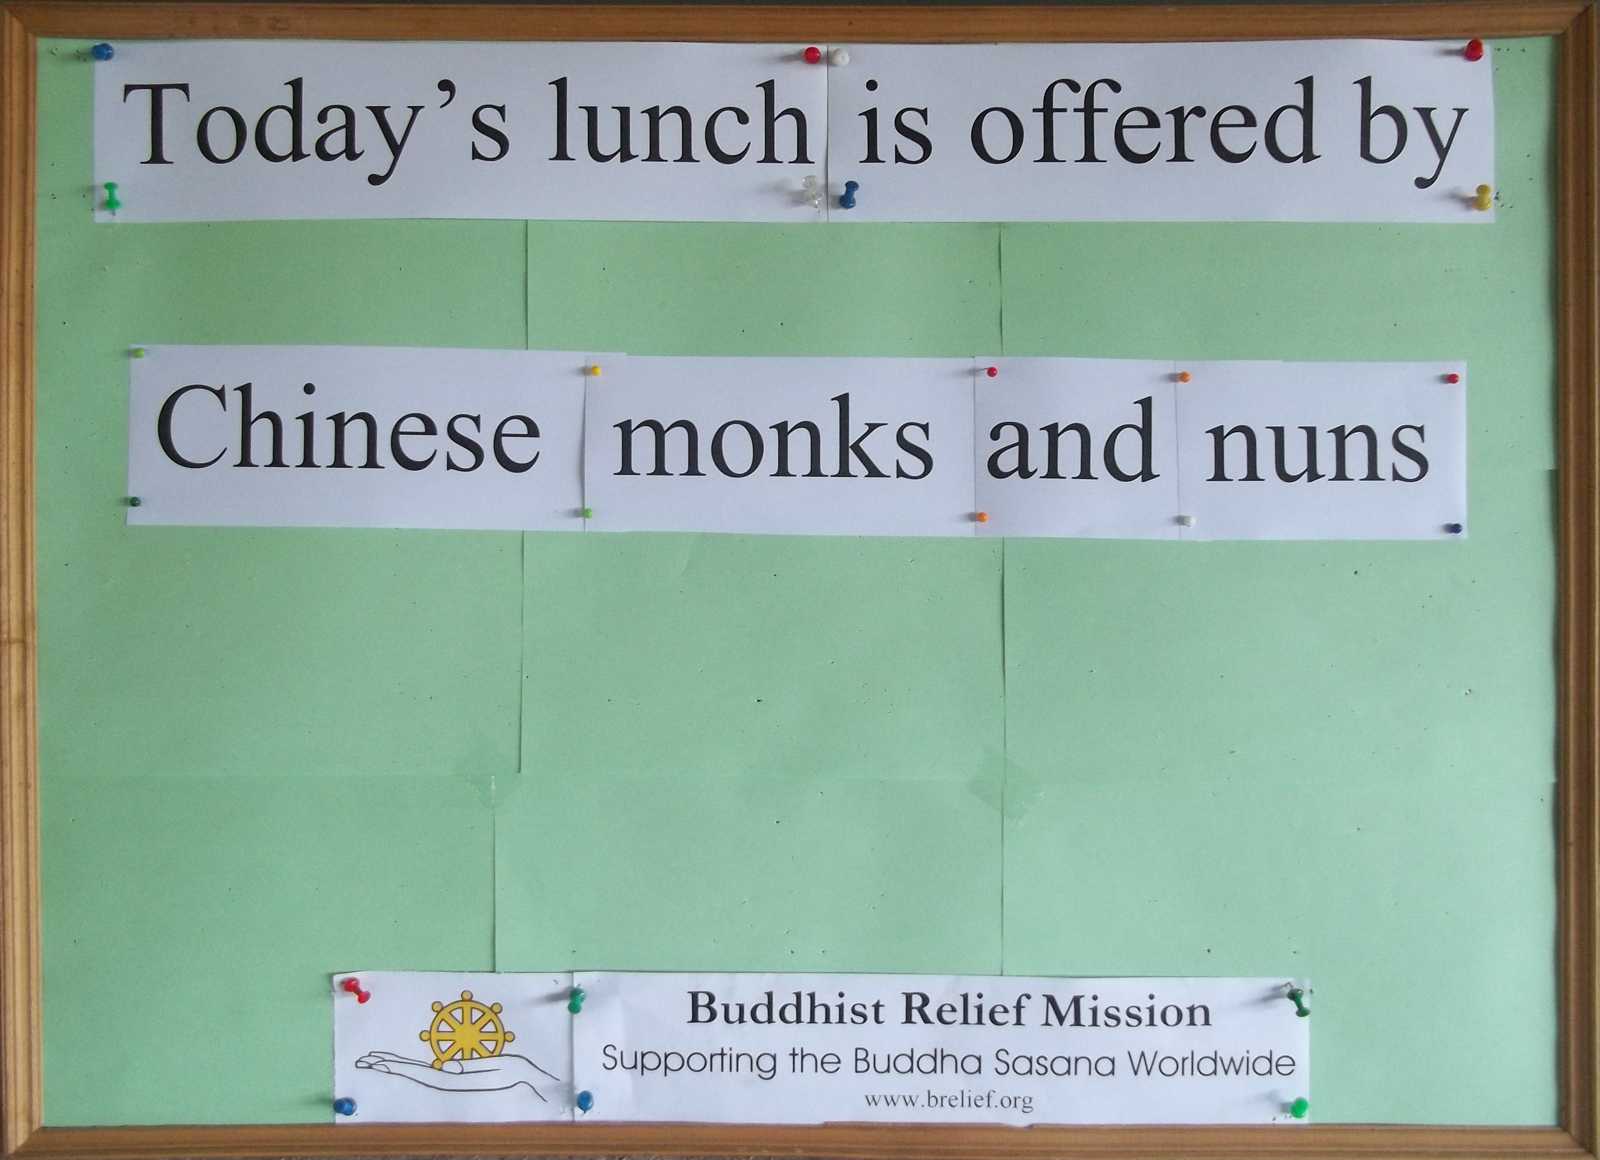 Today’s lunch is offered by
Chinese monks and nuns
Buddhist Relief Mission
Supporting the Buddha Sasana Worldwide
www.brelief.org